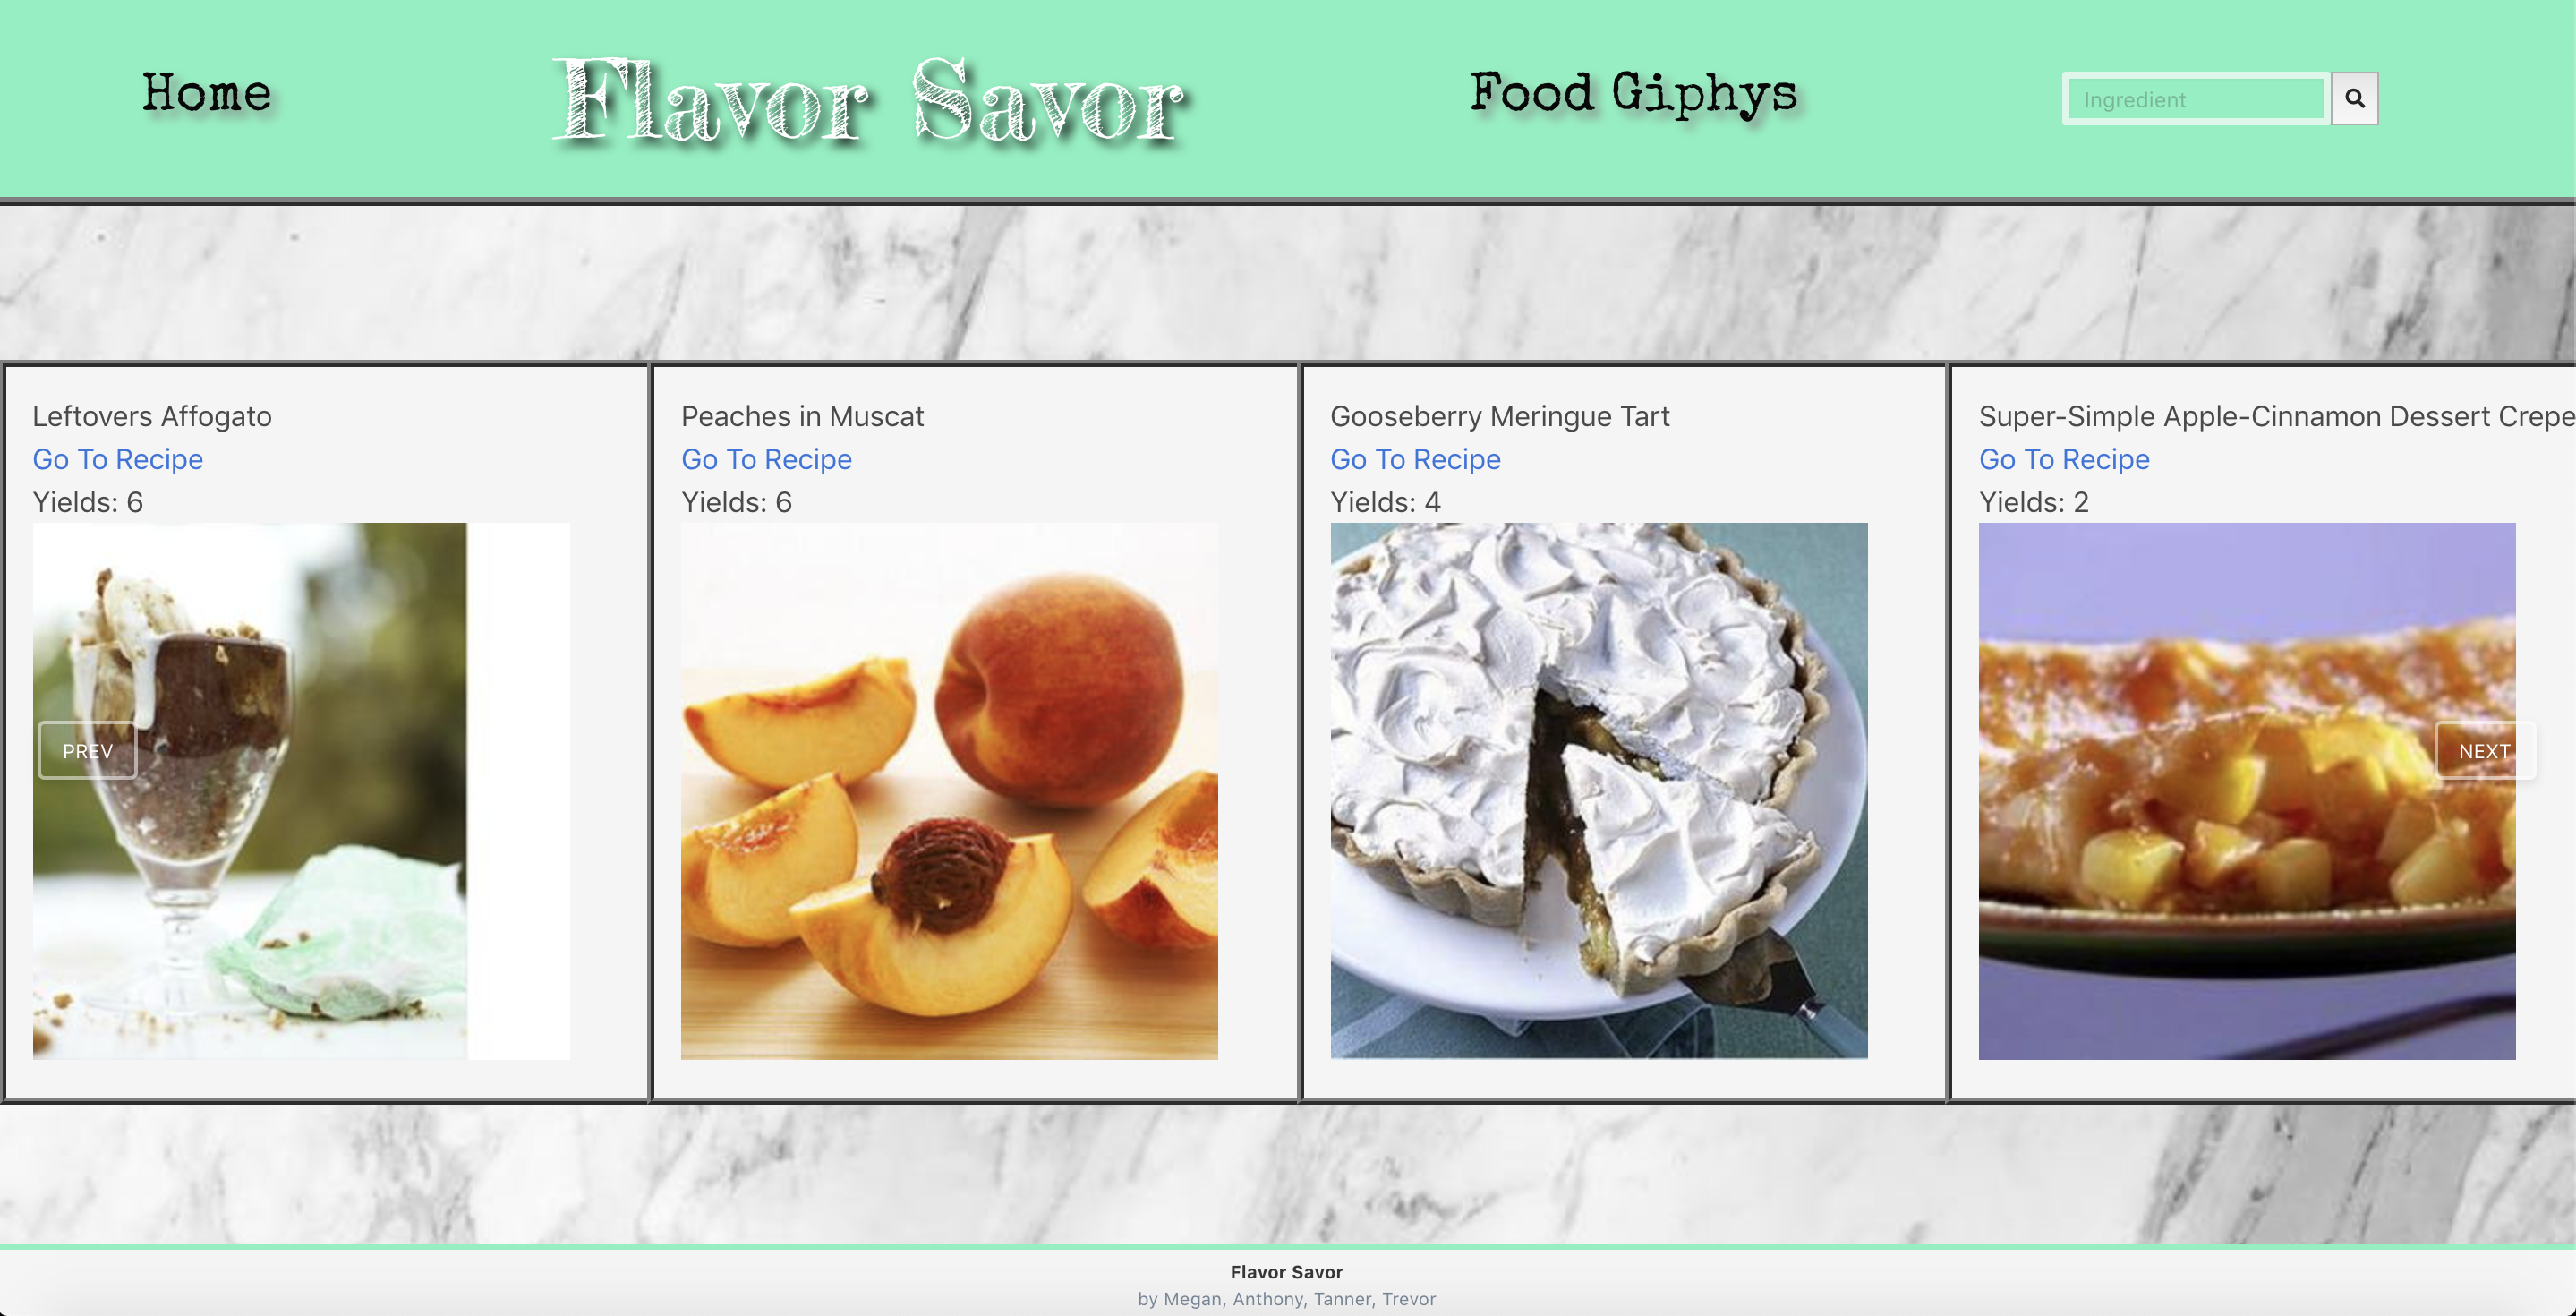 Home
Flavor Savor
Food Giphys
Ingredient
Leftovers Affogato
Go To Recipe
Yields: 6
PREV
Peaches in Muscat
Go To Recipe
Yields: 6
Gooseberry Meringue Tart
Go To Recipe
Yields: 4
Super-Simple Apple-Cinnamon Dessert Crepe
Go To Recipe
Yields: 2
NEXT
Flavor Savor
by Megan, Anthony, Tanner, Trevor